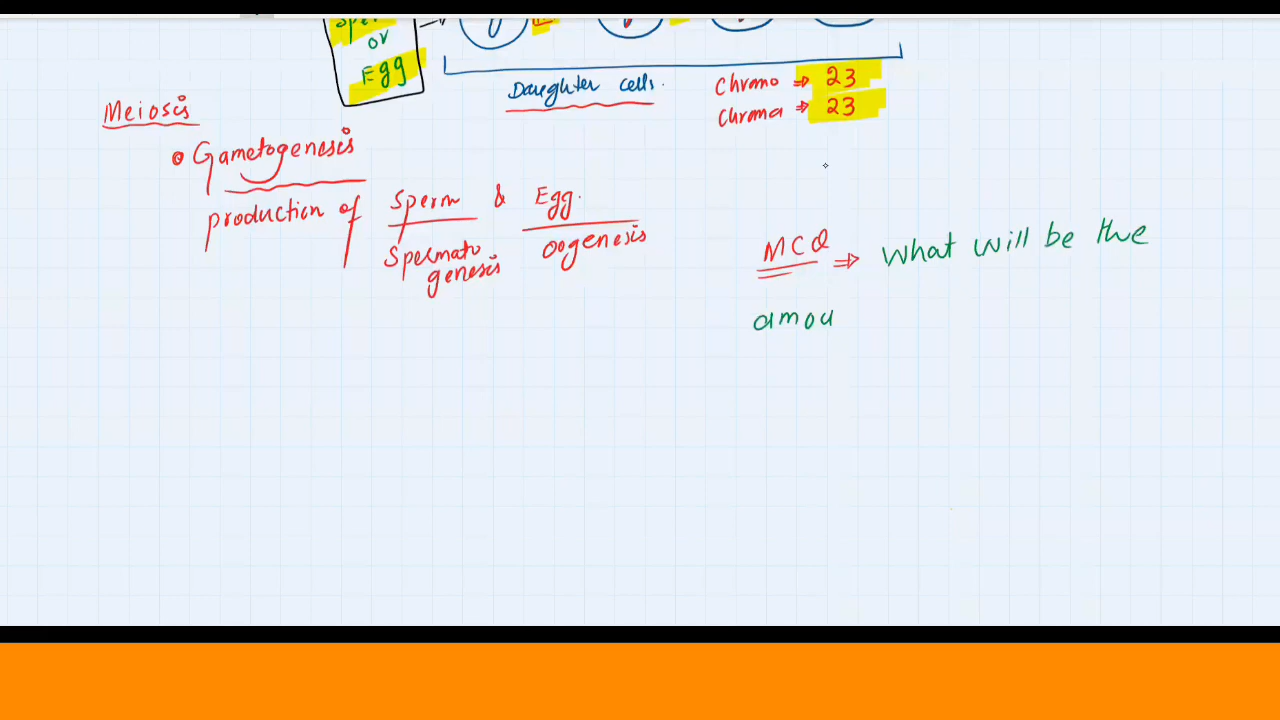 or
Egg
Daughter cells.
Chromo ⇒ 23
Chroma ⇒ 23
Meiosis
Gametogenesis
production of Sperm & Egg.
Spermato genesis
oogenesis
MCQ ⇒ What will be the
amou